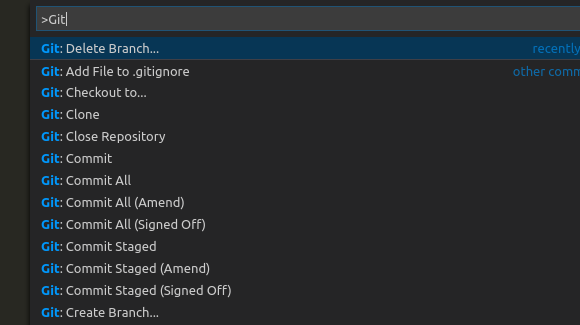 >Git
Git: Delete Branch... recently
Git: Add File to .gitignore other comm
Git: Checkout to...
Git: Clone
Git: Close Repository
Git: Commit
Git: Commit All
Git: Commit All (Amend)
Git: Commit All (Signed Off)
Git: Commit Staged
Git: Commit Staged (Amend)
Git: Commit Staged (Signed Off)
Git: Create Branch...